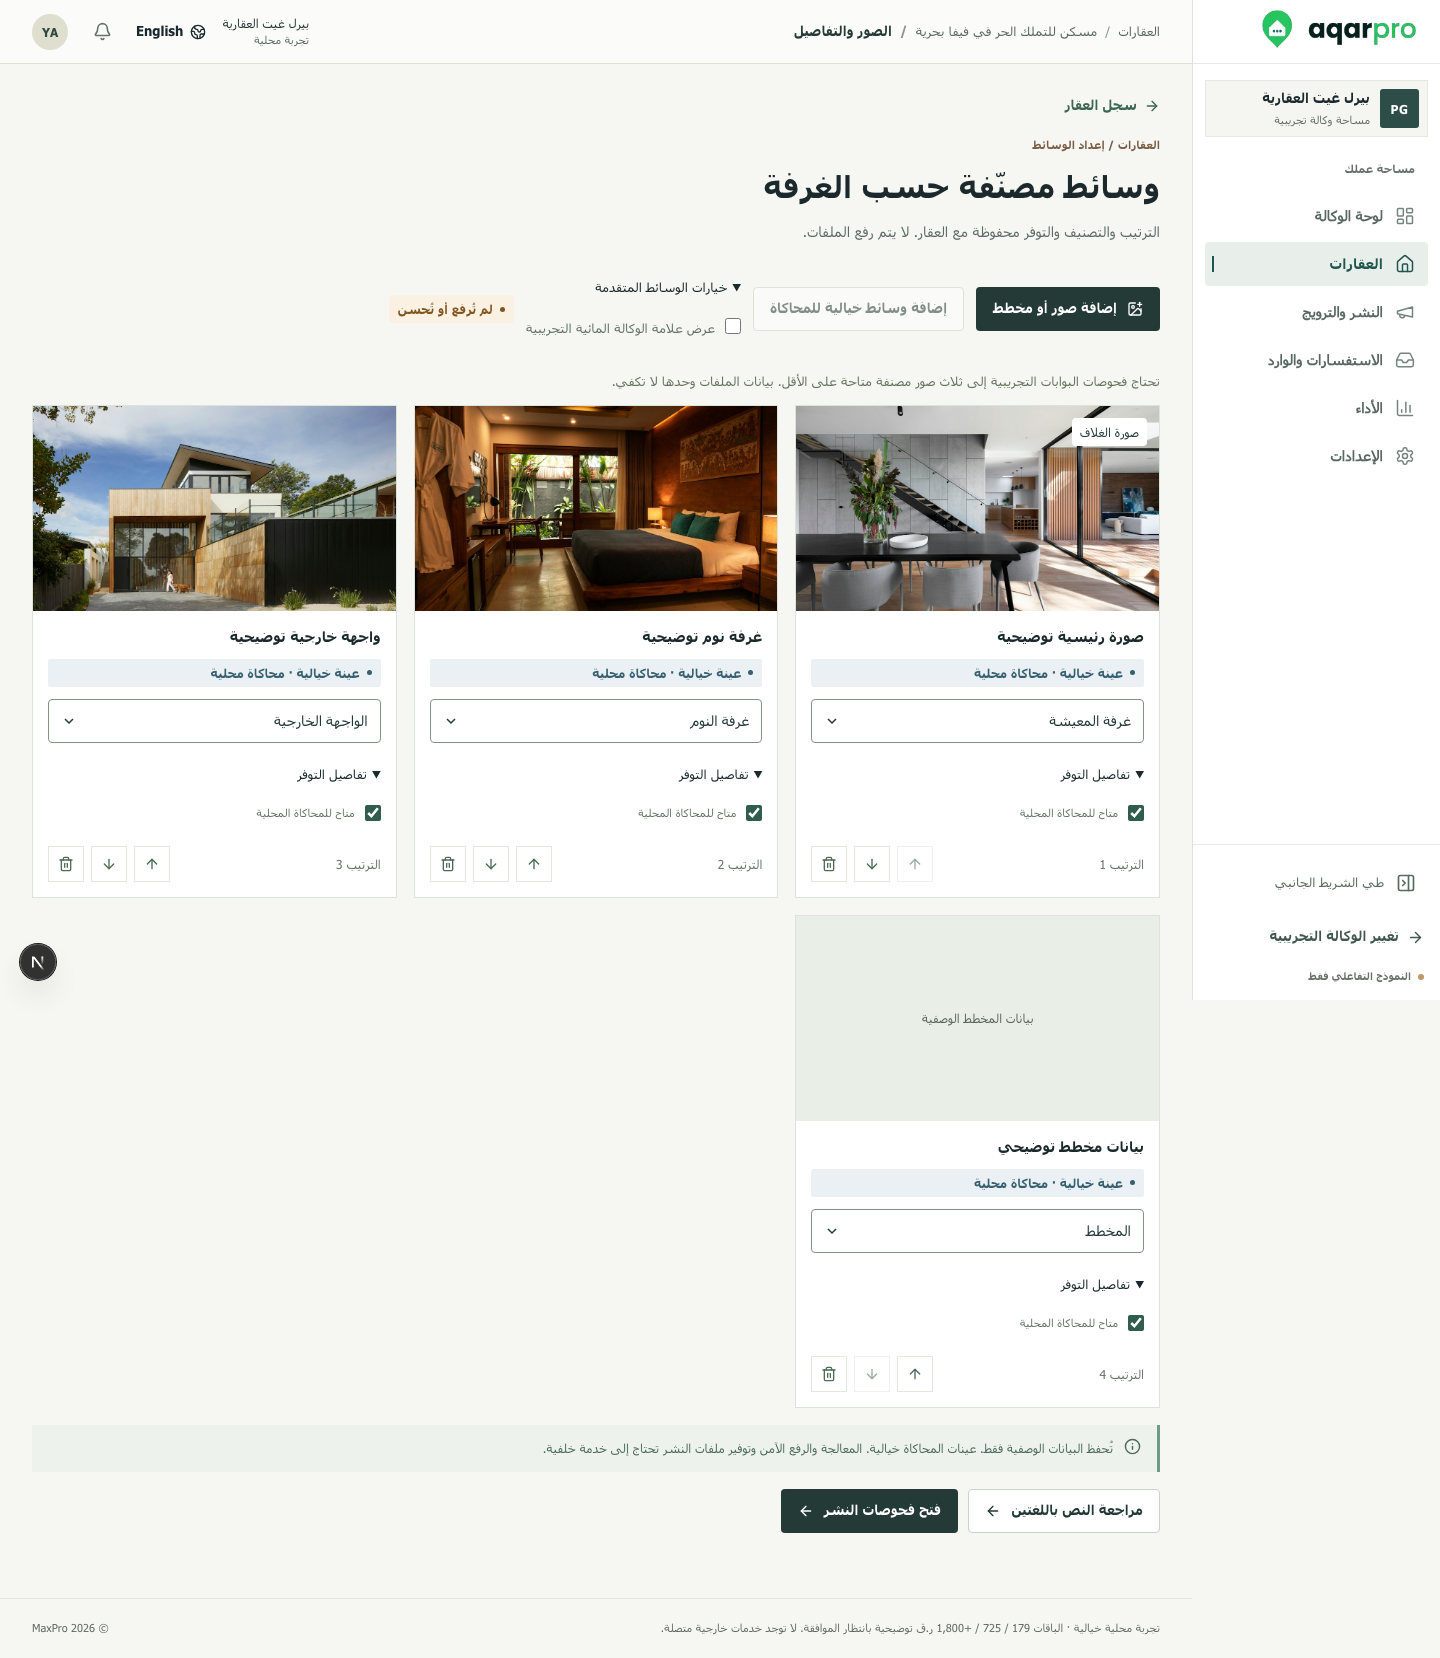 aqarpro
PG
بيرل غيت العقارية
مساحة وكالة تجريبية
مساحة عملك
لوحة الوكالة
العقارات
النشر والترويج
الاستفسارات والوارد
الأداء
الإعدادات
طي الشريط الجانبي
تغيير الوكالة التجريبية
النموذج التفاعلي فقط
العقارات / مسكن للتملك الحر في فيفا بحرية / الصور والتفاصيل
بيرل غيت العقارية
تجربة محلية
English
YA
سجل العقار
العقارات / إعداد الوسائط
وسائط مصنّفة حسب الغرفة
الترتيب والتصنيف والتوفر محفوظة مع العقار. لا يتم رفع الملفات.
إضافة صور أو مخطط
إضافة وسائط خيالية للمحاكاة
خيارات الوسائط المتقدمة
عرض علامة الوكالة المائية التجريبية
لم تُرفع أو تُحسن
تحتاج فحوصات البوابات التجريبية إلى ثلاث صور مصنفة متاحة على الأقل. بيانات الملفات وحدها لا تكفي.
صورة الغلاف
صورة رئيسية توضيحية
عينة خيالية · محاكاة محلية
غرفة المعيشة
تفاصيل التوفر
متاح للمحاكاة المحلية
الترتيب 1
غرفة نوم توضيحية
عينة خيالية · محاكاة محلية
غرفة النوم
تفاصيل التوفر
متاح للمحاكاة المحلية
الترتيب 2
واجهة خارجية توضيحية
عينة خيالية · محاكاة محلية
الواجهة الخارجية
تفاصيل التوفر
متاح للمحاكاة المحلية
الترتيب 3
بيانات المخطط الوصفية
بيانات مخطط توضيحي
عينة خيالية · محاكاة محلية
المخطط
تفاصيل التوفر
متاح للمحاكاة المحلية
الترتيب 4
تُحفظ البيانات الوصفية فقط. عينات المحاكاة خيالية. المعالجة والرفع الآمن وتوفير ملفات النشر تحتاج إلى خدمة خلفية.
مراجعة النص باللغتين
فتح فحوصات النشر
تجربة محلية خيالية · الباقات 179 / 725 / +1,800 ر.ق توضيحية بانتظار الموافقة. لا توجد خدمات خارجية متصلة.
© 2026 MaxPro